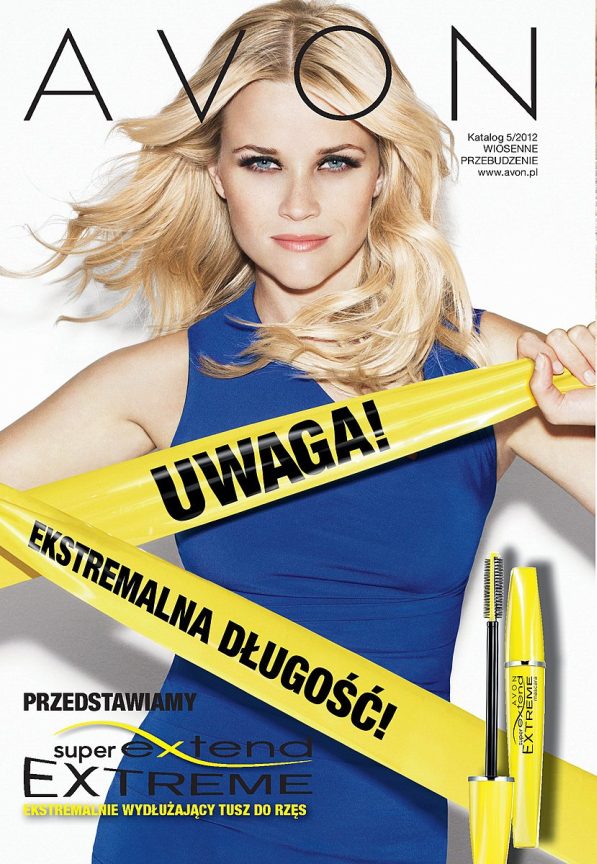 AVON
Katalog 5/2012
WIOSENNE
PRZEBUDZENIE
www.avon.pl
UWAGA!
EKSTREMALNA DŁUGOŚĆ!
PRZEDSTAWIAMY
super extend
EXTREME
EKSTREMALNIE WYDŁUŻAJĄCY TUSZ DO RZĘS
AVON
super extend
EXTREME
mascara